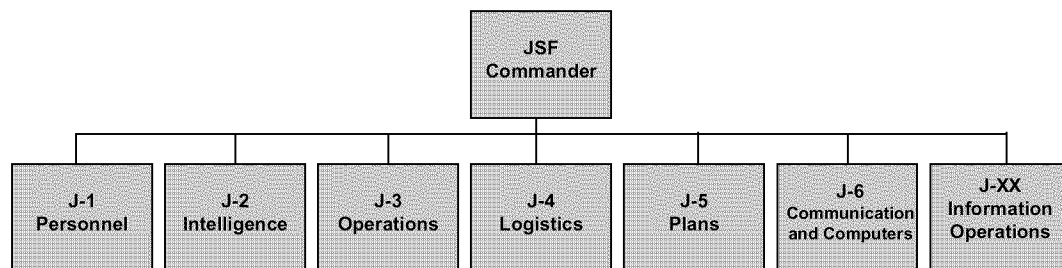 JSF
Commander
J-1
Personnel
J-2
Intelligence
J-3
Operations
J-4
Logistics
J-5
Plans
J-6
Communication
and Computers
J-XX
Information
Operations